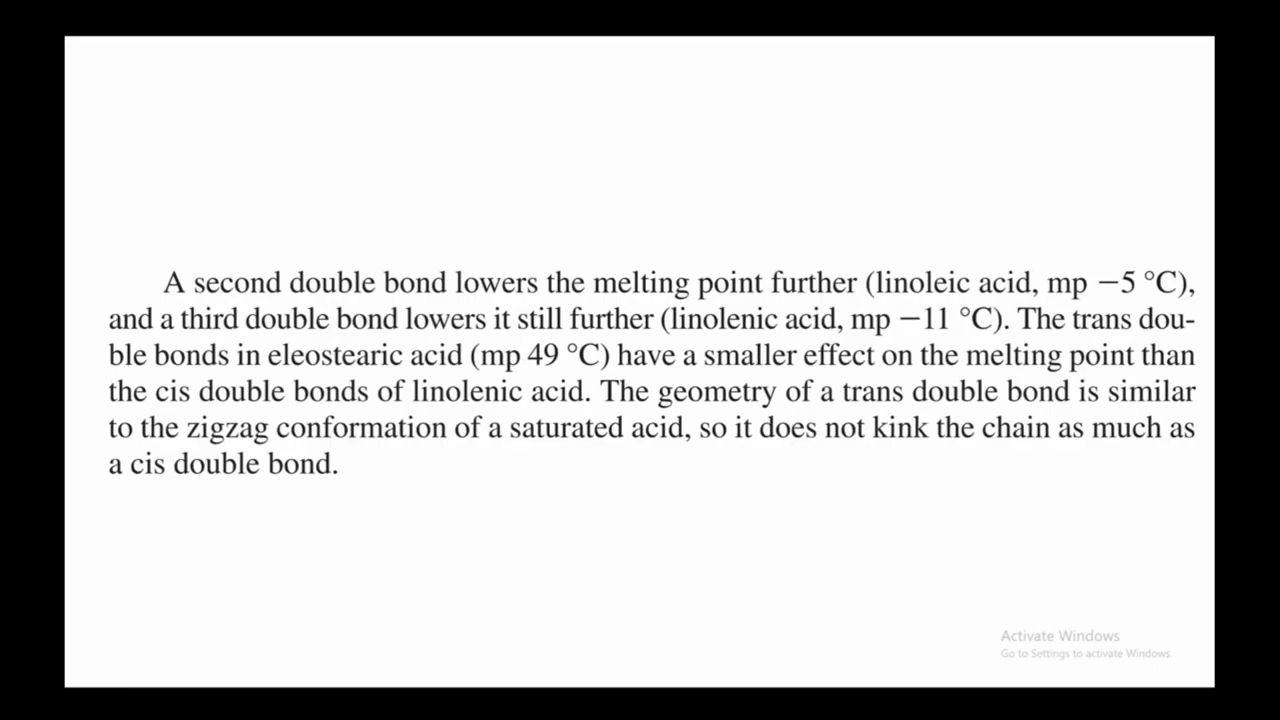 A second double bond lowers the melting point further (linoleic acid, mp −5 °C),
and a third double bond lowers it still further (linolenic acid, mp −11 °C). The trans dou-
ble bonds in eleostearic acid (mp 49 °C) have a smaller effect on the melting point than
the cis double bonds of linolenic acid. The geometry of a trans double bond is similar
to the zigzag conformation of a saturated acid, so it does not kink the chain as much as
a cis double bond.
Activate Windows
Go to Settings to activate Windows.